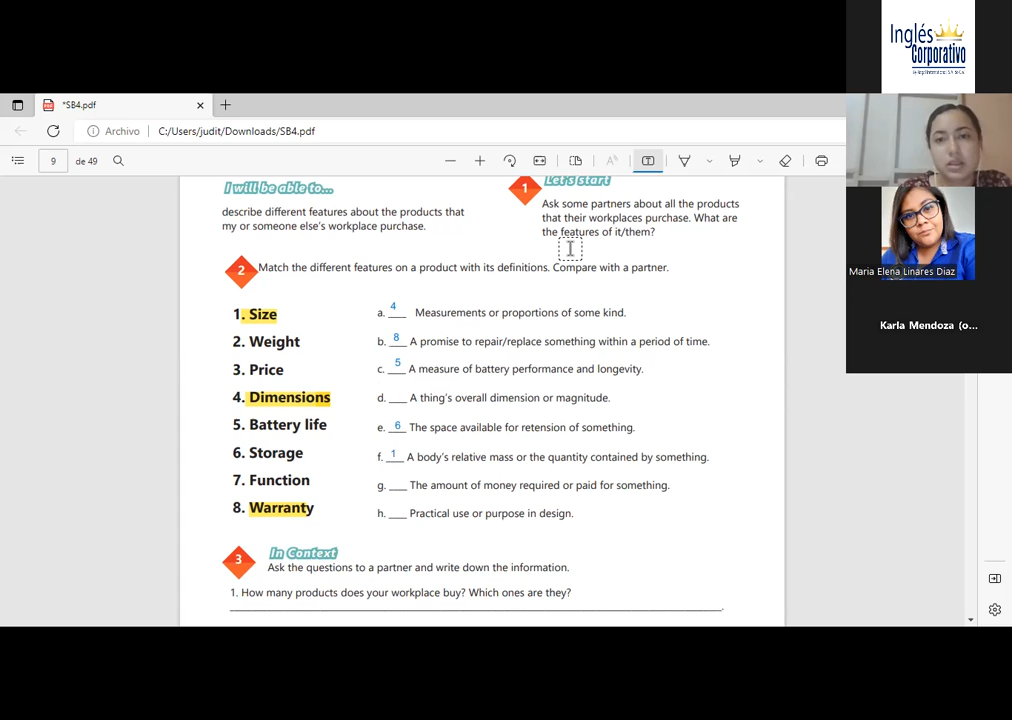 Inglés
Corporativo
*SB4.pdf
Archivo
C:/Users/judit/Downloads/SB4.pdf
9
de 49
I will be able to...
describe different features about the products that
my or someone else's workplace purchase.
1
Let's start
Ask some partners about all the products
that their workplaces purchase. What are
the features of it/them?
2
Match the different features on a product with its definitions. Compare with a partner.
1. Size
2. Weight
3. Price
4. Dimensions
5. Battery life
6. Storage
7. Function
8. Warranty
a. 4 Measurements or proportions of some kind.
b. 8 A promise to repair/replace something within a period of time.
c. 5 A measure of battery performance and longevity.
d. ___ A thing's overall dimension or magnitude.
e. 6 The space available for retention of something.
f. 1 A body's relative mass or the quantity contained by something.
g. ___ The amount of money required or paid for something.
h. ___ Practical use or purpose in design.
3
In Context
Ask the questions to a partner and write down the information.
1. How many products does your workplace buy? Which ones are they?
Maria Elena Linares Diaz
Karla Mendoza (o...